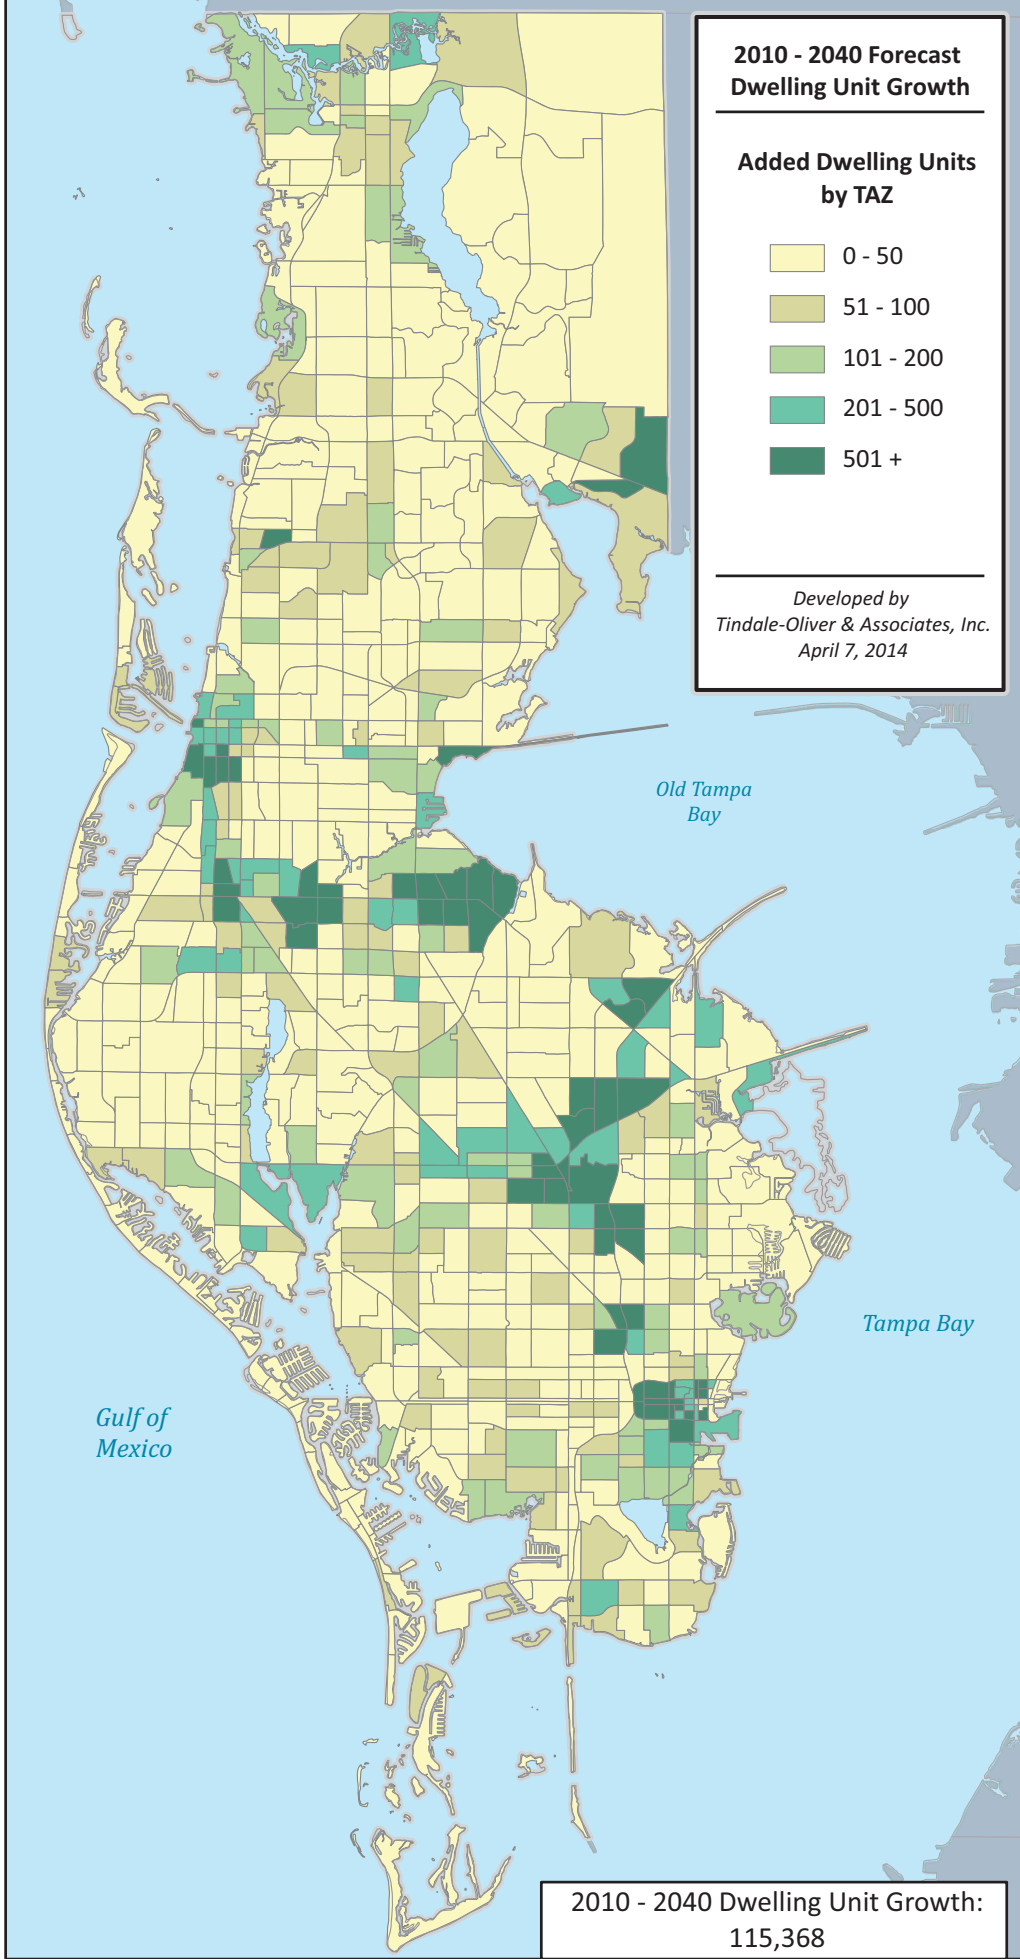 2010 - 2040 Forecast
Dwelling Unit Growth
Added Dwelling Units
by TAZ
0 - 50
51 - 100
101 - 200
201 - 500
501 +
Developed by
Tindale-Oliver & Associates, Inc.
April 7, 2014
Old Tampa
Bay
Tampa Bay
Gulf of
Mexico
2010 - 2040 Dwelling Unit Growth:
115,368